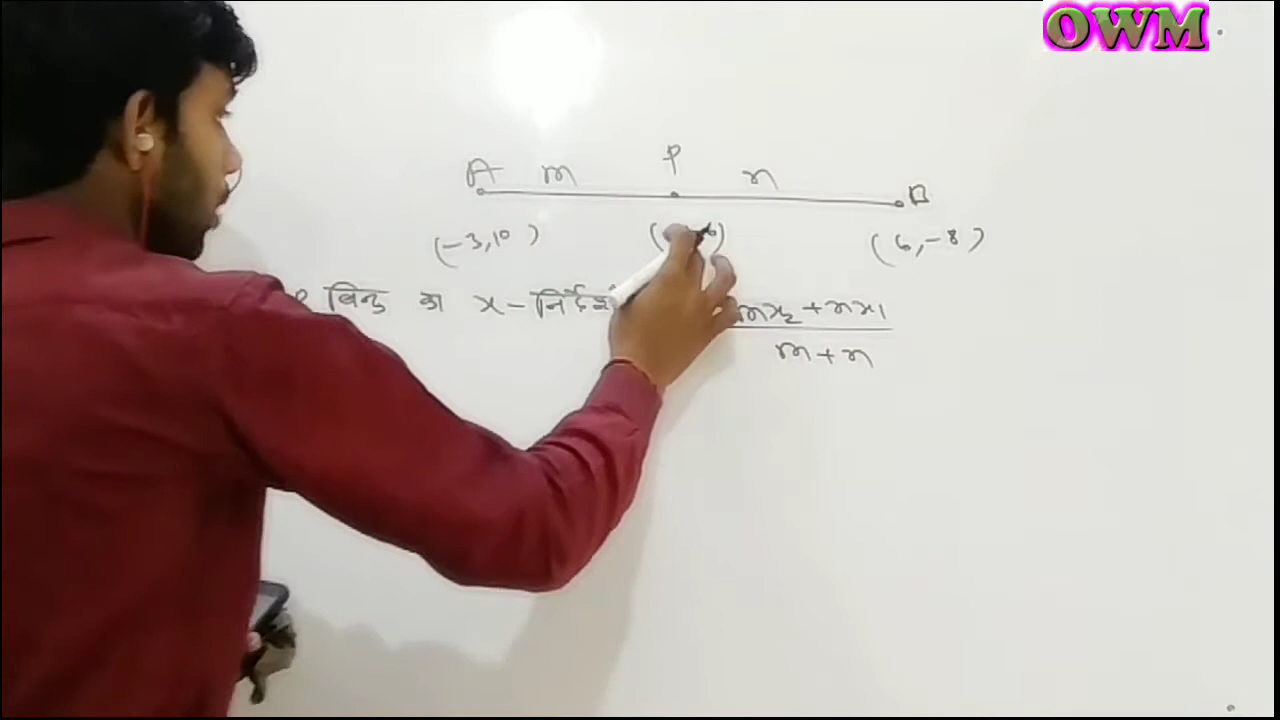 OWM
A m P n B
(-3,10) (6,-8)
P बिन्दु का x-
mx₂+nx₁
m+n